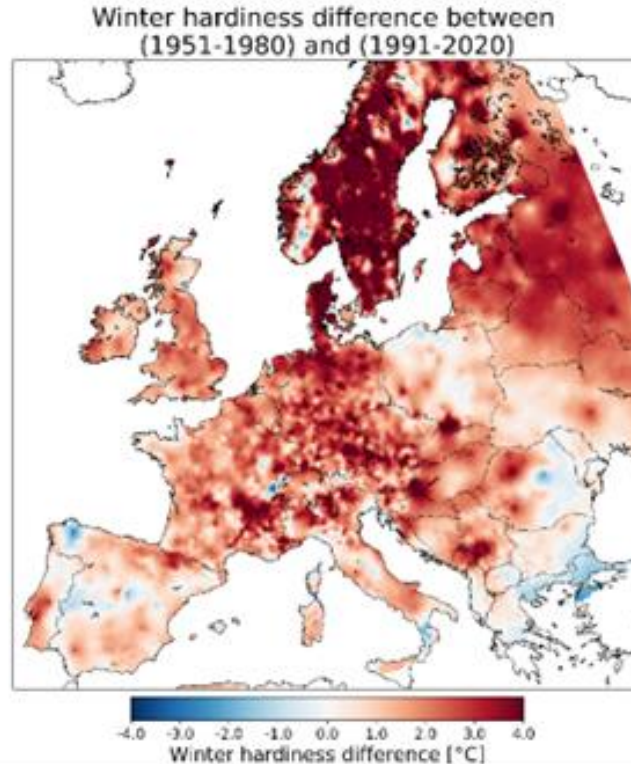 Winter hardiness difference between
(1951-1980) and (1991-2020)
-4.0 -3.0 -2.0 -1.0 0.0 1.0 2.0 3.0 4.0
Winter hardiness difference [°C]